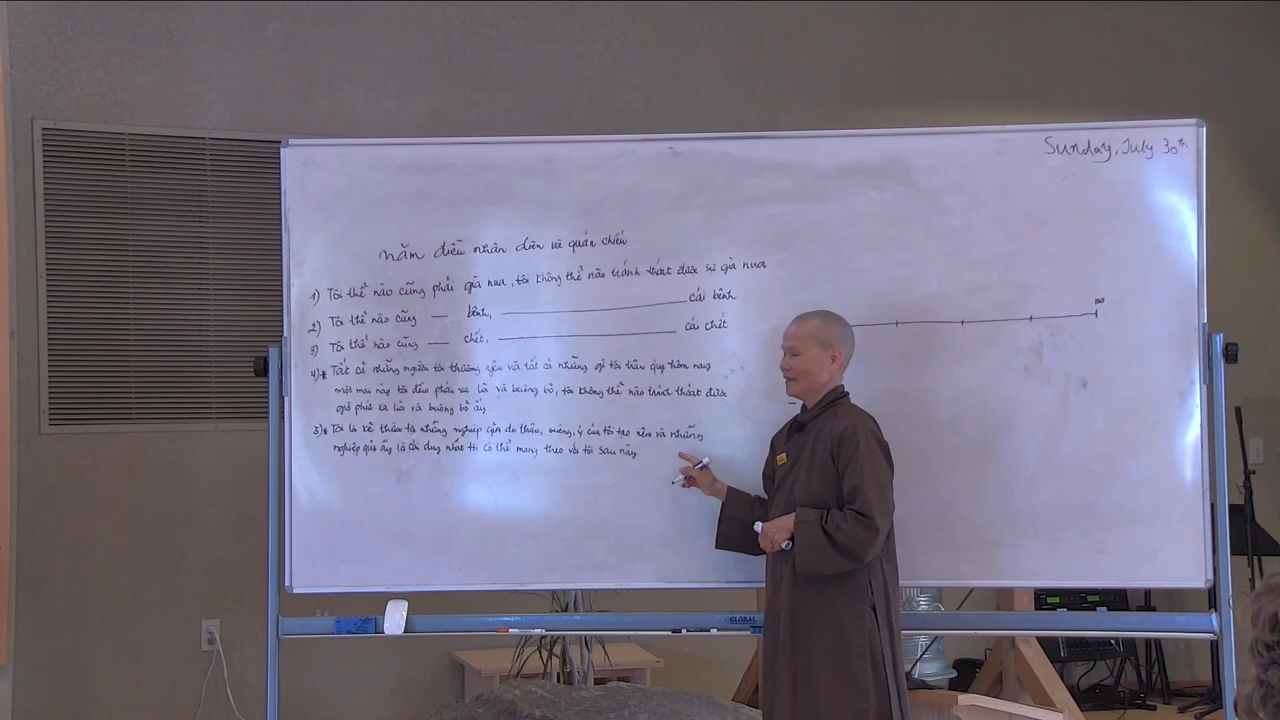 Sunday, July 30th
năm điều nhân diên và quán chiếu
1) Tôi thế nào cũng phải già nua, tôi không thể nào tránh thoát được sự già nua
2) Tôi thế nào cũng — bệnh, ——— cái bệnh
3) Tôi thế nào cũng — chết, ——— cái chết
4)* Tất cả những người tôi thương yêu và tất cả những gì tôi trân quý hôm nay
một mai này tôi đều phải xa lìa và buông bỏ, tôi không thể nào tránh thoát được
phải xa lìa và buông bỏ ấy.
5)* Tôi là kẻ thừa tự những nghiệp do thân, miệng, ý của tôi tạo nên và những
nghiệp quả ấy là cái duy nhất tôi có thể mang theo với tôi sau này.
100
GLOBAL